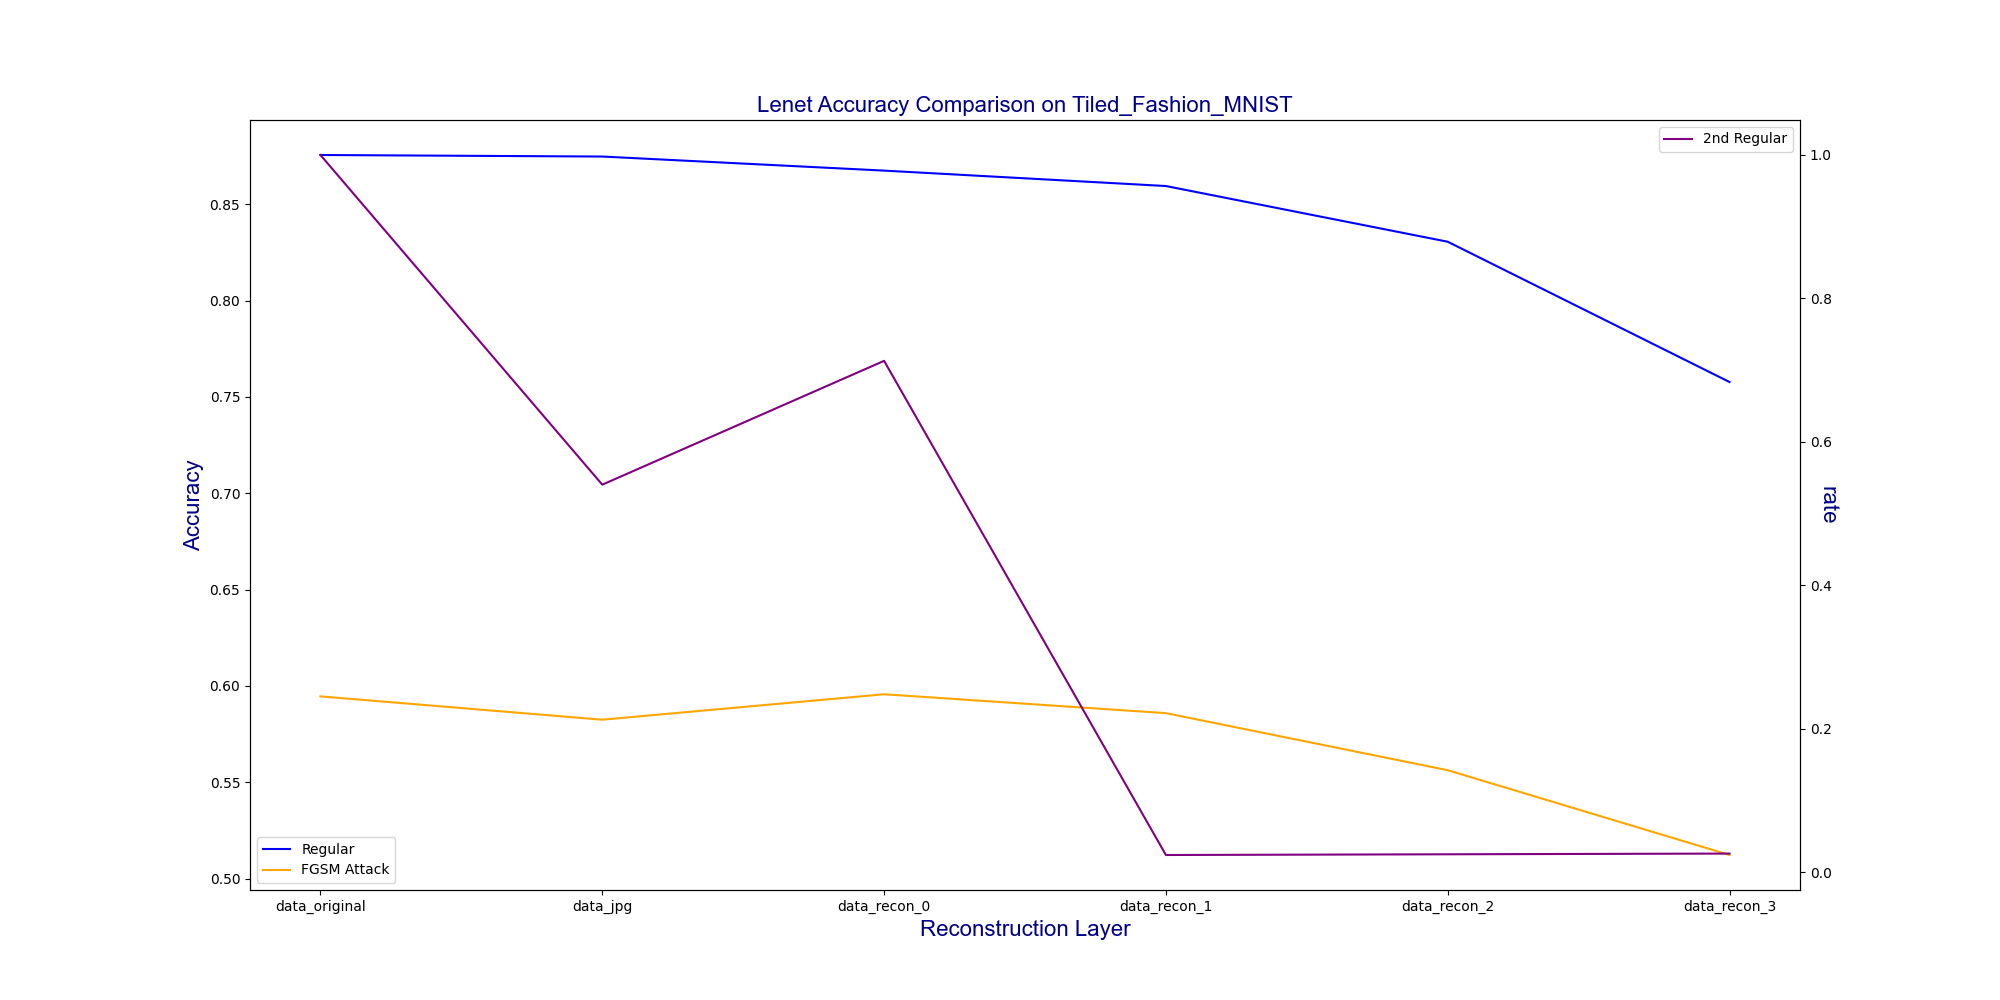 Lenet Accuracy Comparison on Tiled_Fashion_MNIST
2nd Regular
1.0
0.85
0.80
0.8
0.75
0.6
0.70
Accuracy
rate
0.65
0.4
0.60
0.2
0.55
Regular
FGSM Attack
0.50
0.0
data_original data_jpg data_recon_0 data_recon_1 data_recon_2 data_recon_3
Reconstruction Layer